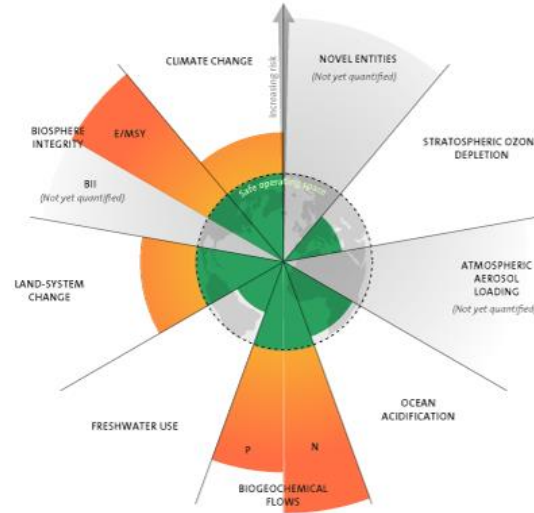 CLIMATE CHANGE
Increasing risk
NOVEL ENTITIES
(Not yet quantified)
STRATOSPHERIC OZON
DEPLETION
ATMOSPHERIC
AEROSOL
LOADING
(Not yet quantified)
OCEAN
ACIDIFICATION
N
P
BIOGEOCHEMICAL
FLOWS
FRESHWATER USE
LAND-SYSTEM
CHANGE
BIOSPHERE
INTEGRITY
E/MSY
BII
(Not yet quantified)
Safe operating space